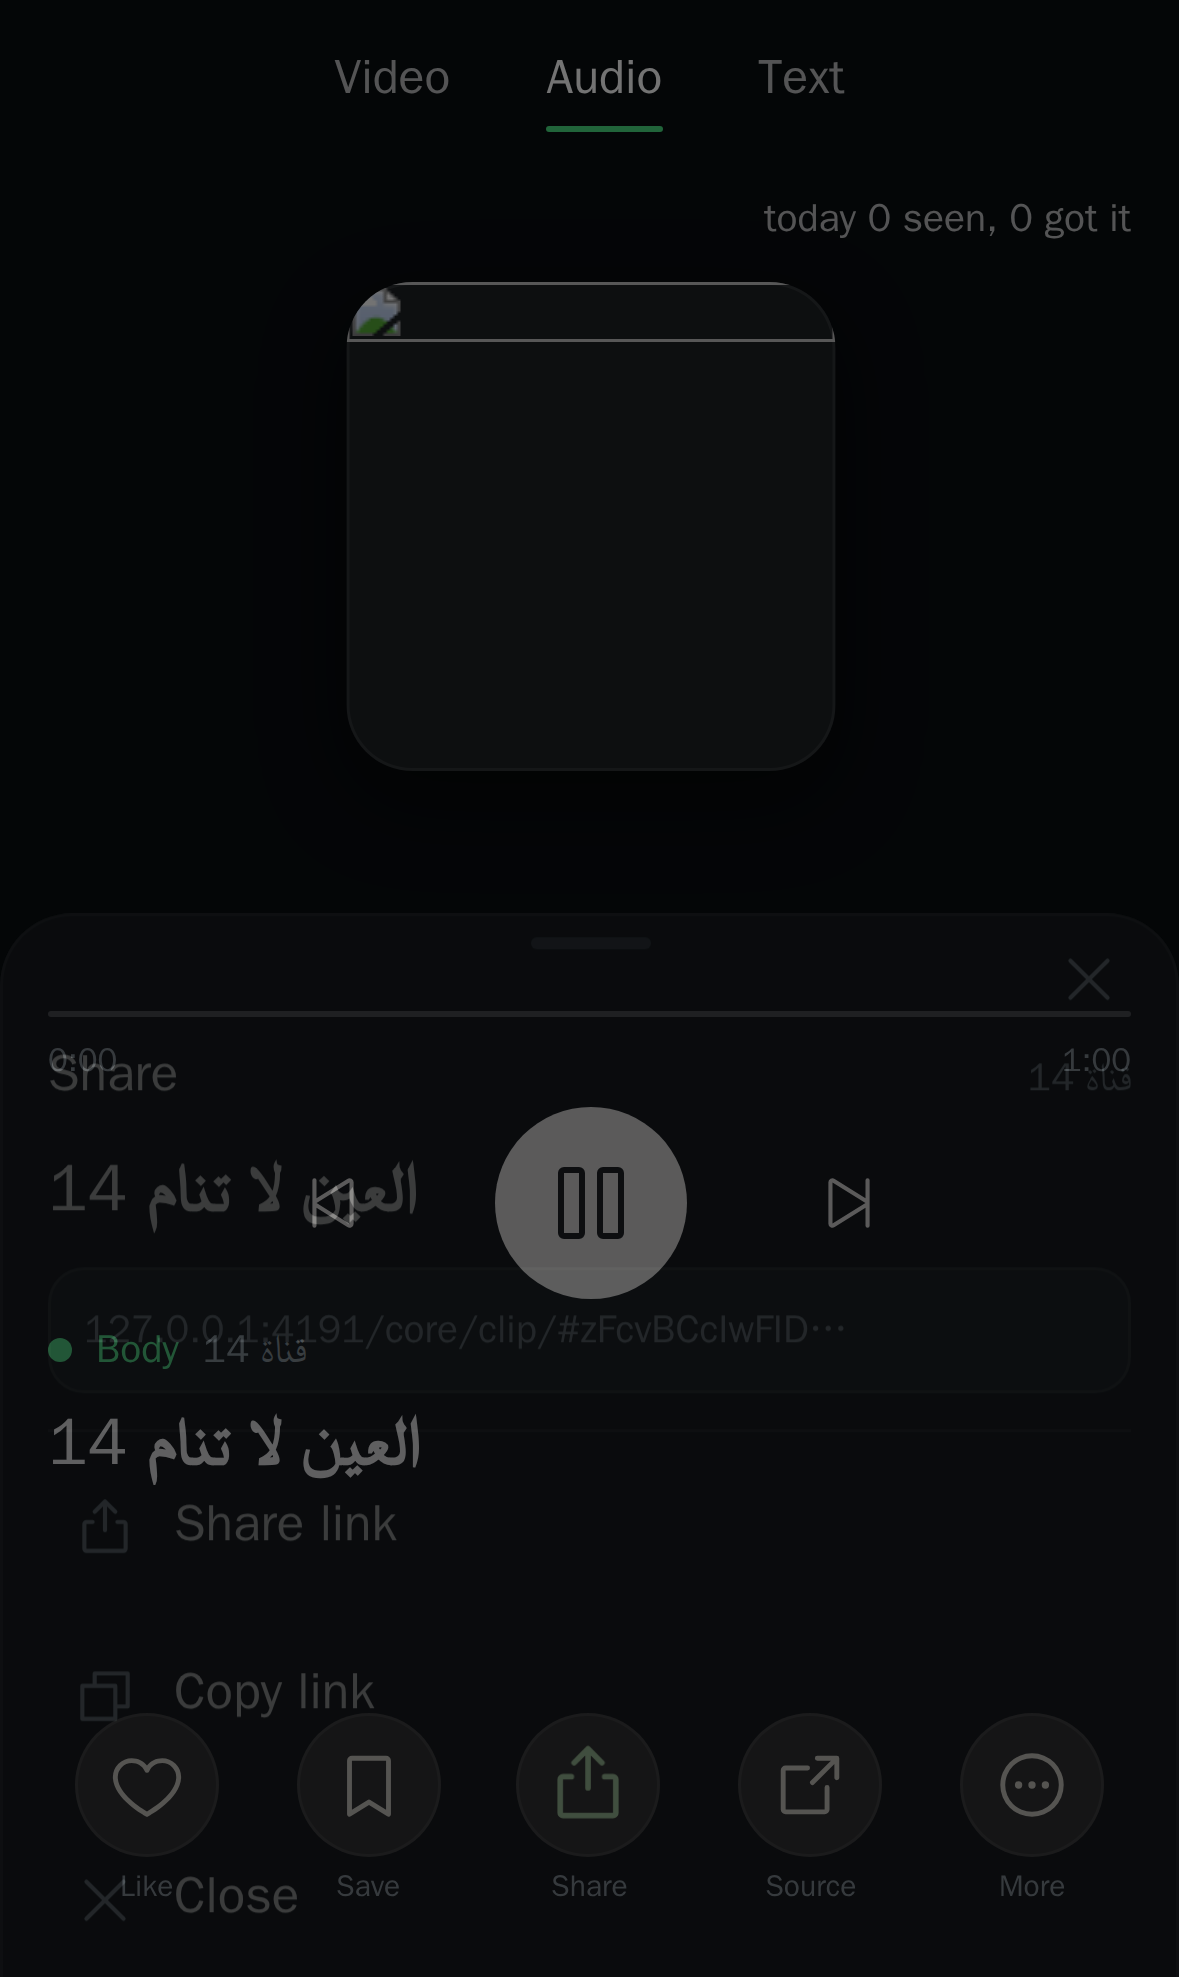 Video Audio Text
today 0 seen, 0 got it
0:00 1:00
Share قناة 14
العين لا تنام 14
127.0.0.1:4191/core/clip/#zFcvBCcIwFID…
Body قناة 14
العين لا تنام 14
Share link
Copy link
Like Save Share Source More
Close